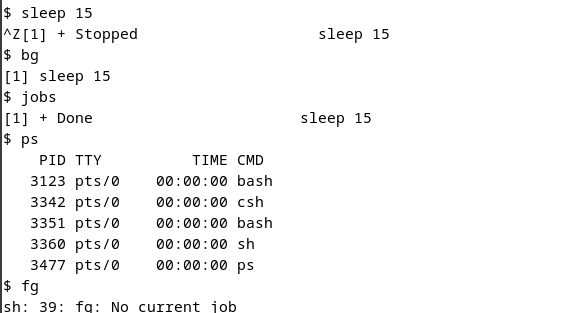 $ sleep 15
^Z[1] + Stopped                    sleep 15
$ bg
[1] sleep 15
$ jobs
[1] + Done                       sleep 15
$ ps
    PID TTY          TIME CMD
   3123 pts/0    00:00:00 bash
   3342 pts/0    00:00:00 csh
   3351 pts/0    00:00:00 bash
   3360 pts/0    00:00:00 sh
   3477 pts/0    00:00:00 ps
$ fg
sh: 39: fg: No current job